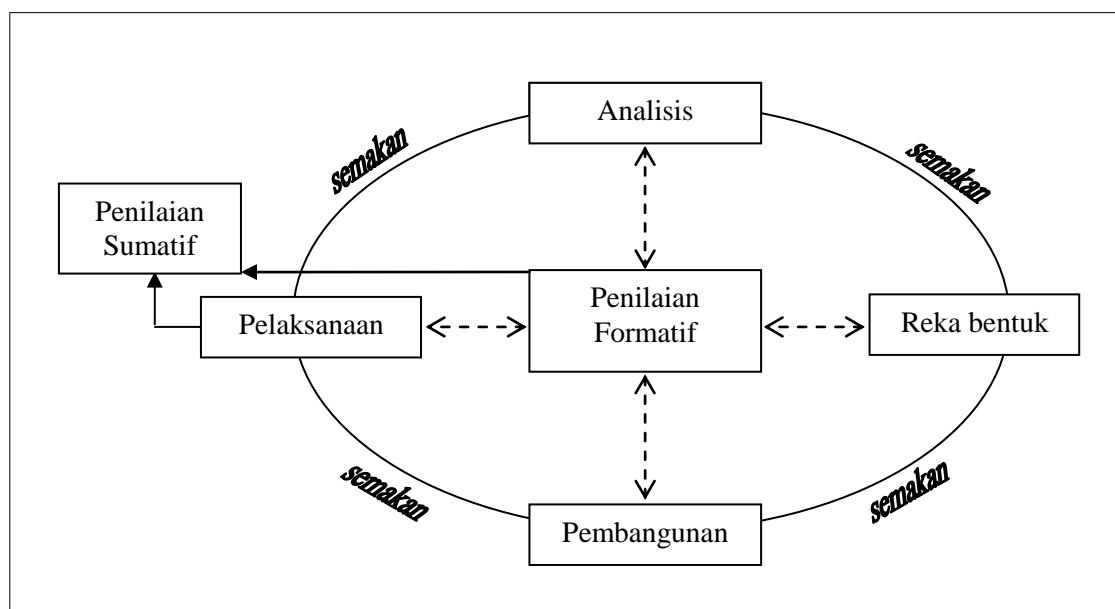 Analisis
semakan
semakan
Penilaian
Sumatif
Penilaian
Formatif
Pelaksanaan
Reka bentuk
semakan
semakan
Pembangunan